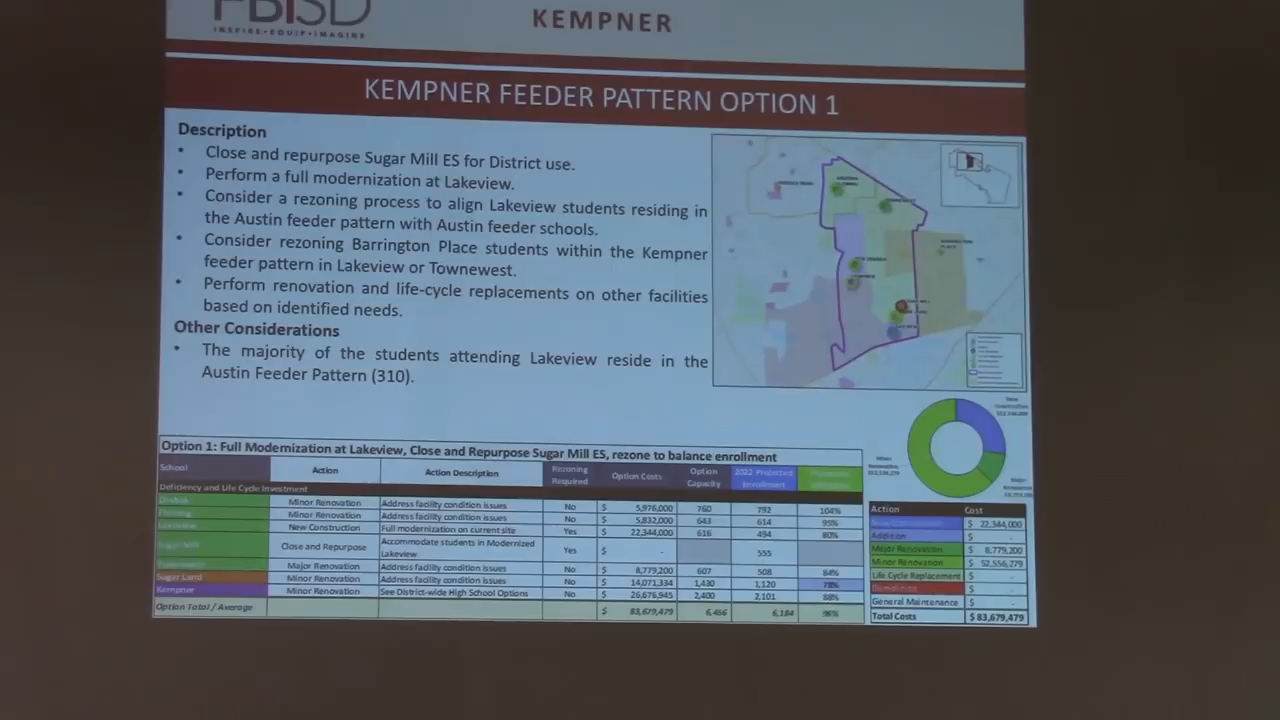 FBISD
INSPIRE•EQUIP•IMAGINE
KEMPNER
KEMPNER FEEDER PATTERN OPTION 1
Description
• Close and repurpose Sugar Mill ES for District use.
• Perform a full modernization at Lakeview.
• Consider a rezoning process to align Lakeview students residing in
the Austin feeder pattern with Austin feeder schools.
• Consider rezoning Barrington Place students within the Kempner
feeder pattern in Lakeview or Townewest.
• Perform renovation and life-cycle replacements on other facilities
based on identified needs.
Other Considerations
• The majority of the students attending Lakeview reside in the
Austin Feeder Pattern (310).
Option 1: Full Modernization at Lakeview, Close and Repurpose Sugar Mill ES, rezone to balance enrollment
School Action Action Description Rezoning Required Option Costs Option Capacity 2022 Projected Enrollment
Deficiency and Life Cycle Investment
Minor Renovation Address facility condition issues No $ 5,976,000 760 792 104%
Minor Renovation Address facility condition issues No $ 5,832,000 643 614 95%
New Construction Full modernization on current site Yes $ 22,344,000 616 494 80%
Close and Repurpose Accommodate students in Modernized Lakeview Yes $ - 555
Major Renovation Address facility condition issues No $ 8,779,200 607 508 84%
Sugar Land Minor Renovation Address facility condition issues No $ 14,071,334 1,430 1,120 78%
Kempner Minor Renovation See District-wide High School Options No $ 26,676,945 2,400 2,101 88%
Option Total / Average $ 83,679,479 6,456 6,184 96%
Action Cost
$ 22,344,000
Addition $ -
Major Renovation $ 8,779,200
Minor Renovation $ 52,556,279
Life Cycle Replacement $ -
$ -
General Maintenance $ -
Total Costs $ 83,679,479